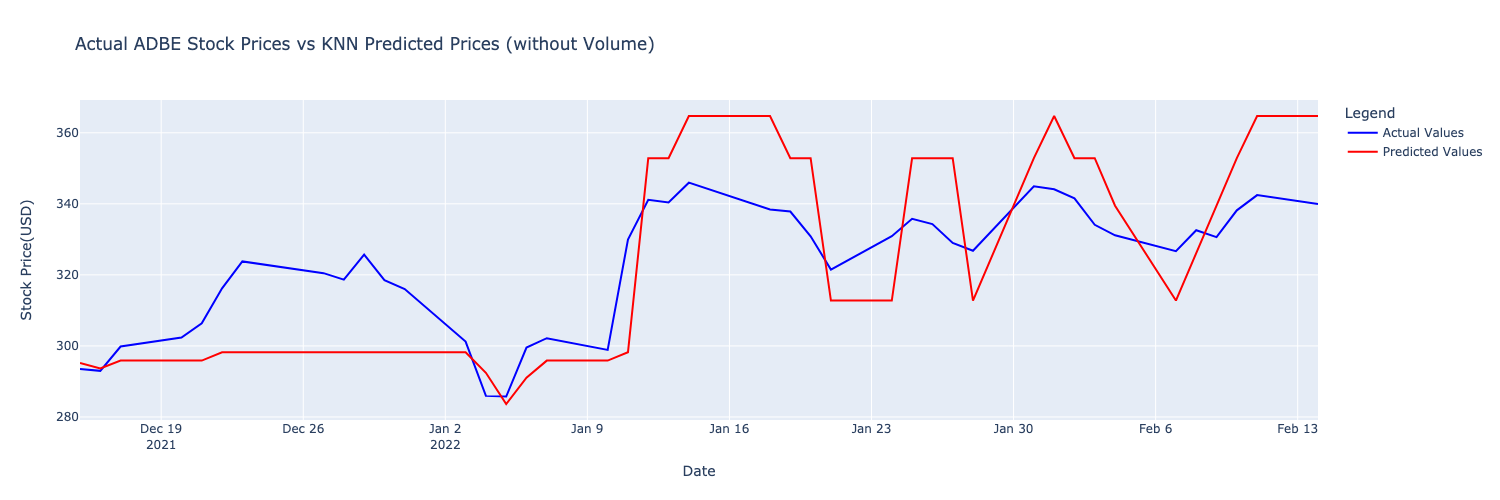 Actual ADBE Stock Prices vs KNN Predicted Prices (without Volume)
Legend
Actual Values
Predicted Values
Stock Price(USD)
360
340
320
300
280
Dec 19
2021
Dec 26
Jan 2
2022
Jan 9
Jan 16
Jan 23
Jan 30
Feb 6
Feb 13
Date